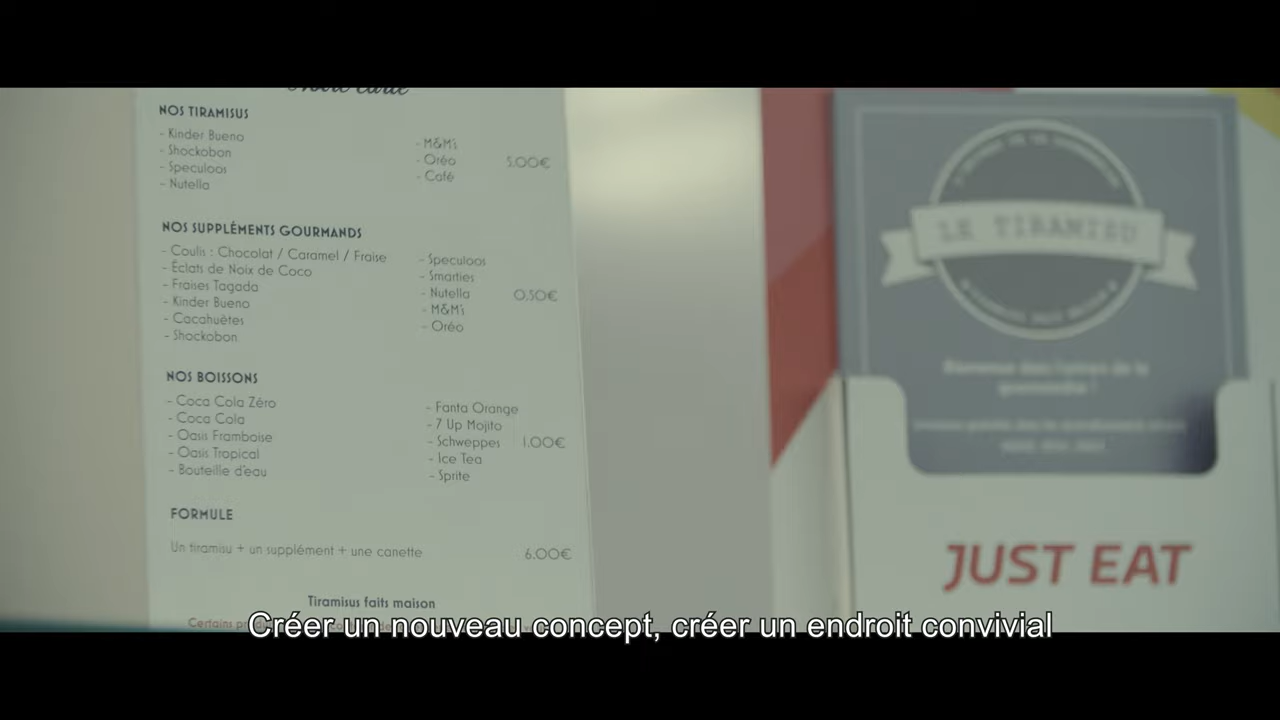 Notre carte
NOS TIRAMISUS
- Kinder Bueno
- Shockobon
- Speculoos
- Nutella
- M&M's
- Oréo
- Café
5.00€
NOS SUPPLÉMENTS GOURMANDS
- Coulis : Chocolat / Caramel / Fraise
- Éclats de Noix de Coco
- Fraises Tagada
- Kinder Bueno
- Cacahuètes
- Shockobon
- Speculoos
- Smarties
- Nutella
- M&M's
- Oréo
0,50€
NOS BOISSONS
- Coca Cola Zéro
- Coca Cola
- Oasis Framboise
- Oasis Tropical
- Bouteille d'eau
- Fanta Orange
- 7 Up Mojito
- Schweppes
- Ice Tea
- Sprite
1.00€
FORMULE
Un tiramisu + un supplément + une canette
6.00€
Tiramisus faits maison
Certains
LE TIRAMISU
JUST EAT
Créer un nouveau concept, créer un endroit convivial